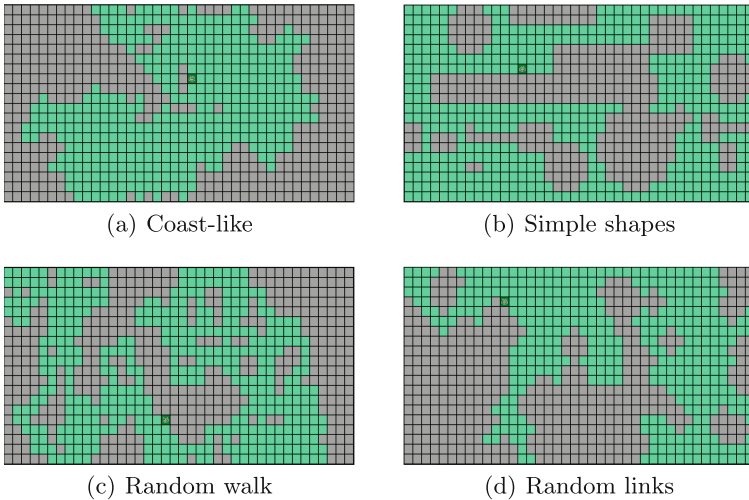 (a) Coast-like
(b) Simple shapes
(c) Random walk
(d) Random links